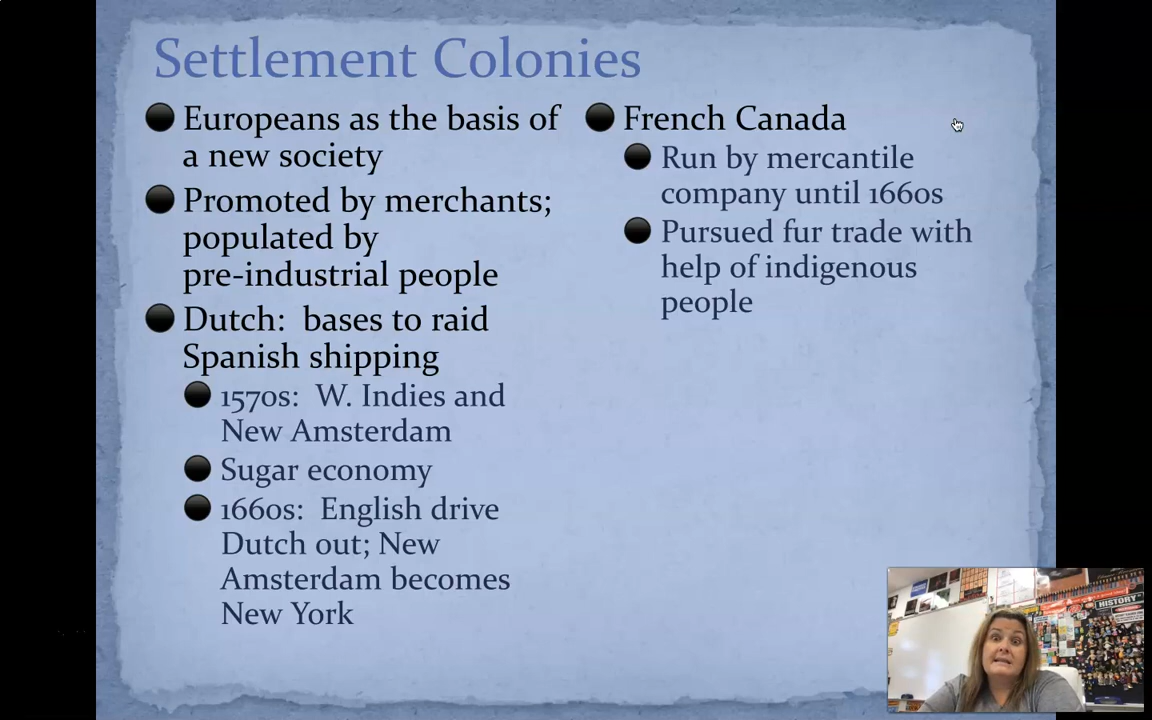 Settlement Colonies
Europeans as the basis of
a new society
Promoted by merchants;
populated by
pre-industrial people
Dutch:  bases to raid
Spanish shipping
1570s:  W. Indies and
New Amsterdam
Sugar economy
1660s:  English drive
Dutch out; New
Amsterdam becomes
New York
French Canada
Run by mercantile
company until 1660s
Pursued fur trade with
help of indigenous
people
HISTORY